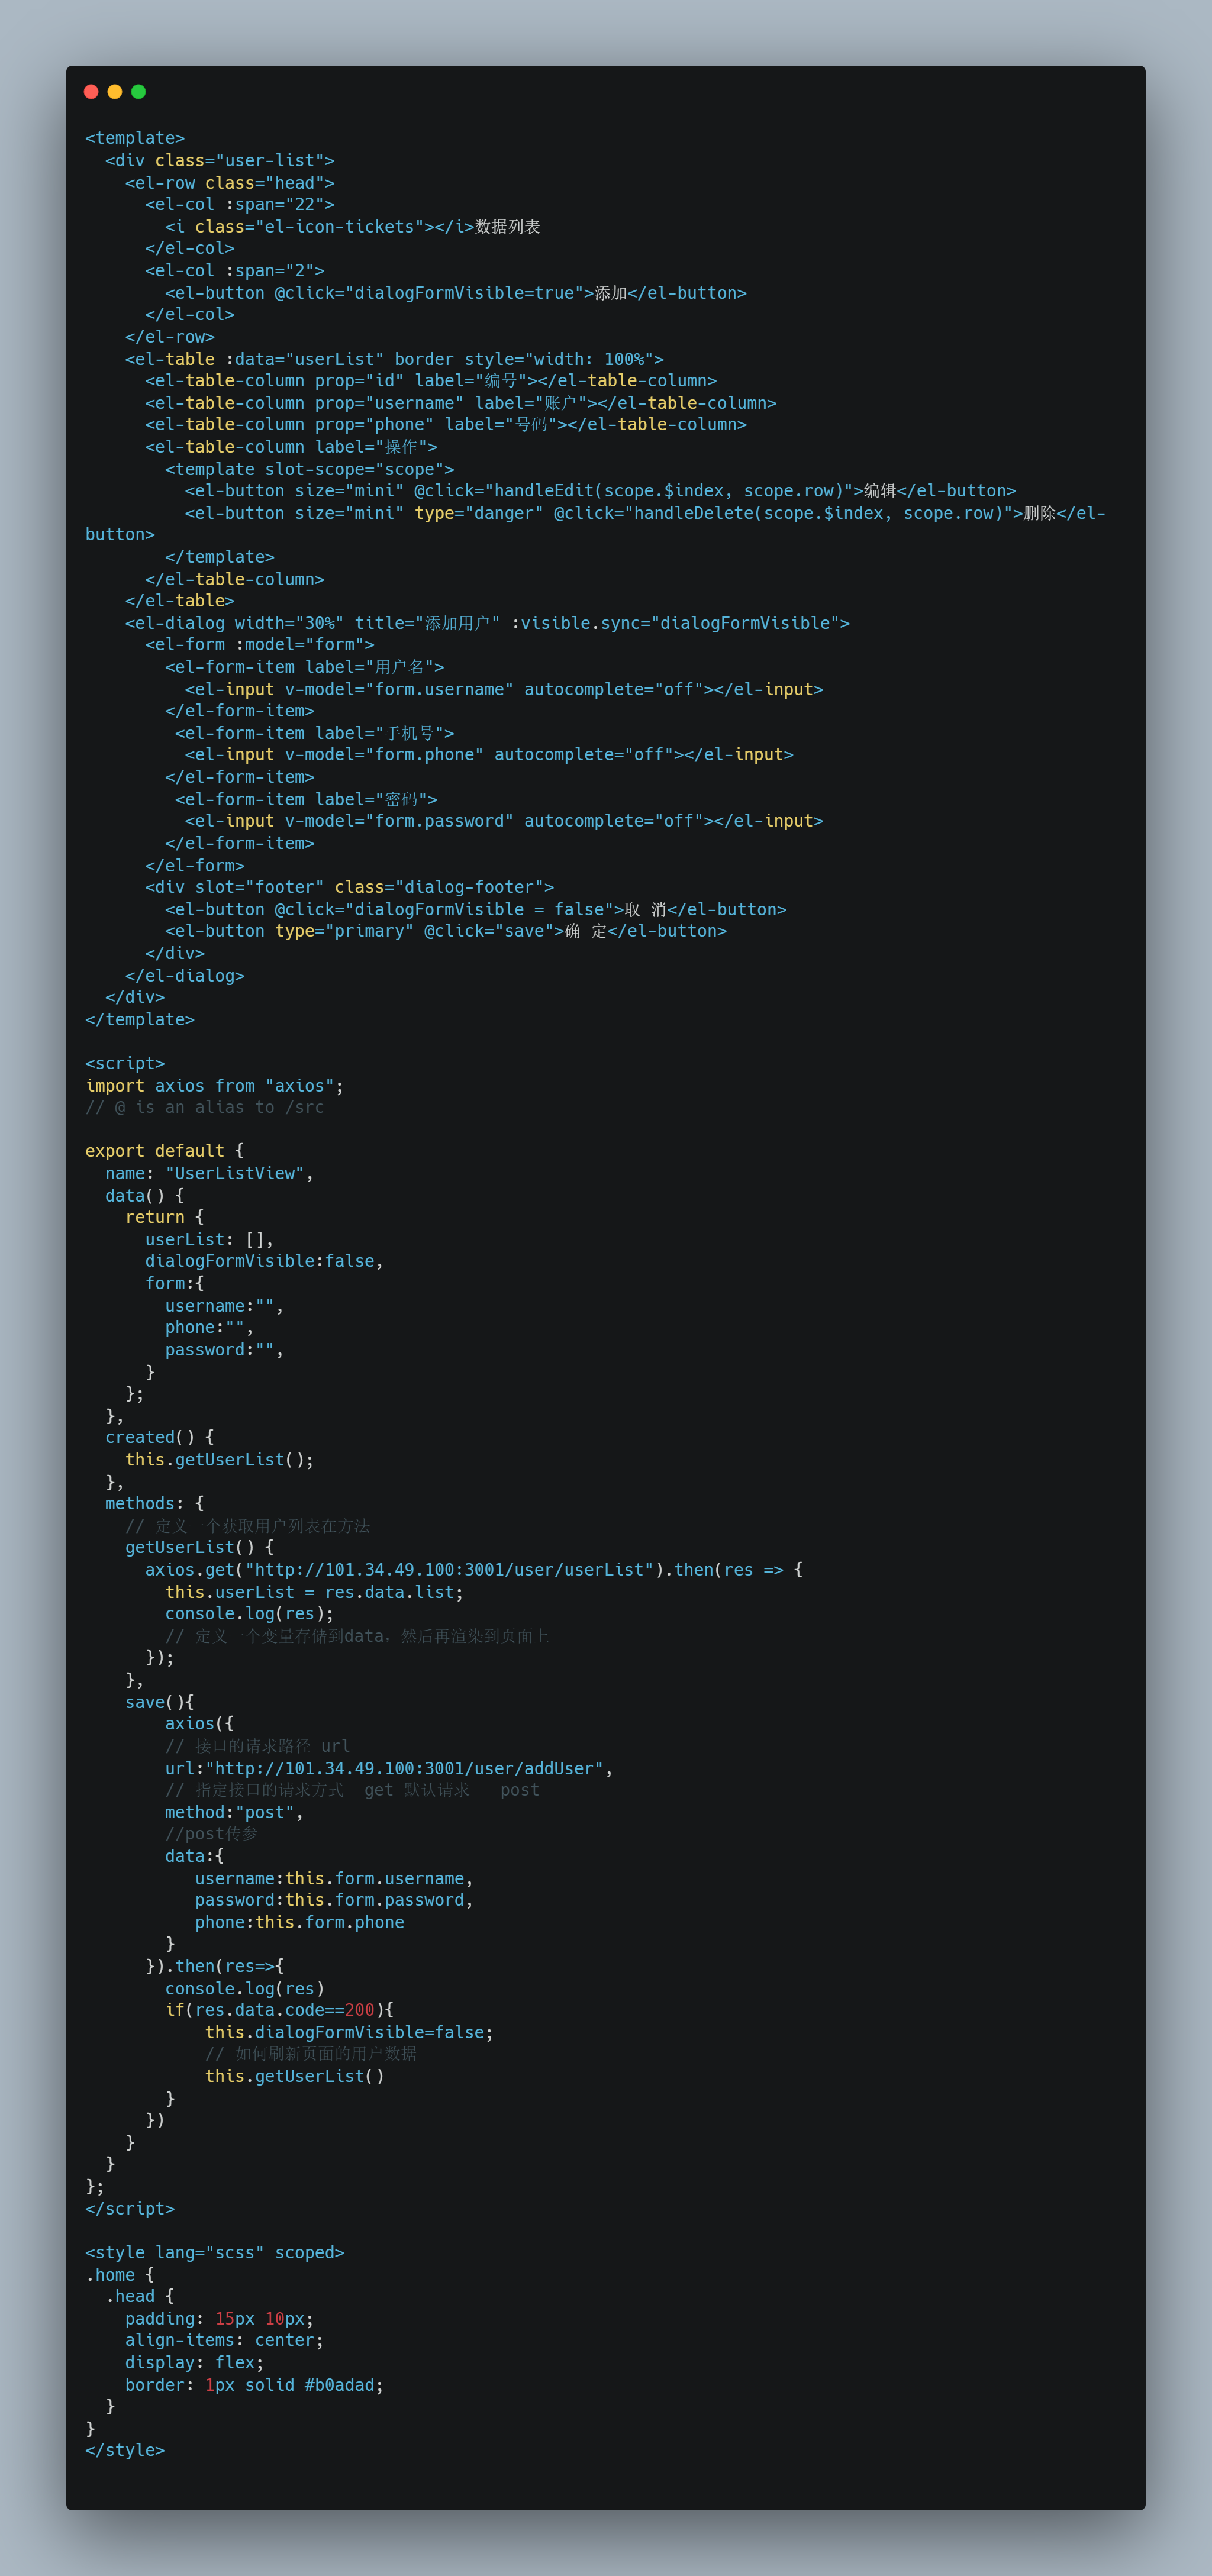 <template>
  <div class="user-list">
    <el-row class="head">
      <el-col :span="22">
        <i class="el-icon-tickets"></i>数据列表
      </el-col>
      <el-col :span="2">
        <el-button @click="dialogFormVisible=true">添加</el-button>
      </el-col>
    </el-row>
    <el-table :data="userList" border style="width: 100%">
      <el-table-column prop="id" label="编号"></el-table-column>
      <el-table-column prop="username" label="账户"></el-table-column>
      <el-table-column prop="phone" label="号码"></el-table-column>
      <el-table-column label="操作">
        <template slot-scope="scope">
          <el-button size="mini" @click="handleEdit(scope.$index, scope.row)">编辑</el-button>
          <el-button size="mini" type="danger" @click="handleDelete(scope.$index, scope.row)">删除</el-
button>
        </template>
      </el-table-column>
    </el-table>
    <el-dialog width="30%" title="添加用户" :visible.sync="dialogFormVisible">
      <el-form :model="form">
        <el-form-item label="用户名">
          <el-input v-model="form.username" autocomplete="off"></el-input>
        </el-form-item>
         <el-form-item label="手机号">
          <el-input v-model="form.phone" autocomplete="off"></el-input>
        </el-form-item>
         <el-form-item label="密码">
          <el-input v-model="form.password" autocomplete="off"></el-input>
        </el-form-item>
      </el-form>
      <div slot="footer" class="dialog-footer">
        <el-button @click="dialogFormVisible = false">取 消</el-button>
        <el-button type="primary" @click="save">确 定</el-button>
      </div>
    </el-dialog>
  </div>
</template>

<script>
import axios from "axios";
// @ is an alias to /src

export default {
  name: "UserListView",
  data() {
    return {
      userList: [],
      dialogFormVisible:false,
      form:{
        username:"",
        phone:"",
        password:"",
      }
    };
  },
  created() {
    this.getUserList();
  },
  methods: {
    // 定义一个获取用户列表在方法
    getUserList() {
      axios.get("http://101.34.49.100:3001/user/userList").then(res => {
        this.userList = res.data.list;
        console.log(res);
        // 定义一个变量存储到data，然后再渲染到页面上
      });
    },
    save(){
        axios({
        // 接口的请求路径 url
        url:"http://101.34.49.100:3001/user/addUser",
        // 指定接口的请求方式  get 默认请求   post
        method:"post",
        //post传参
        data:{
           username:this.form.username,
           password:this.form.password,
           phone:this.form.phone
        }
      }).then(res=>{
        console.log(res)
        if(res.data.code==200){
            this.dialogFormVisible=false;
            // 如何刷新页面的用户数据
            this.getUserList()
        }
      })
    }
  }
};
</script>

<style lang="scss" scoped>
.home {
  .head {
    padding: 15px 10px;
    align-items: center;
    display: flex;
    border: 1px solid #b0adad;
  }
}
</style>